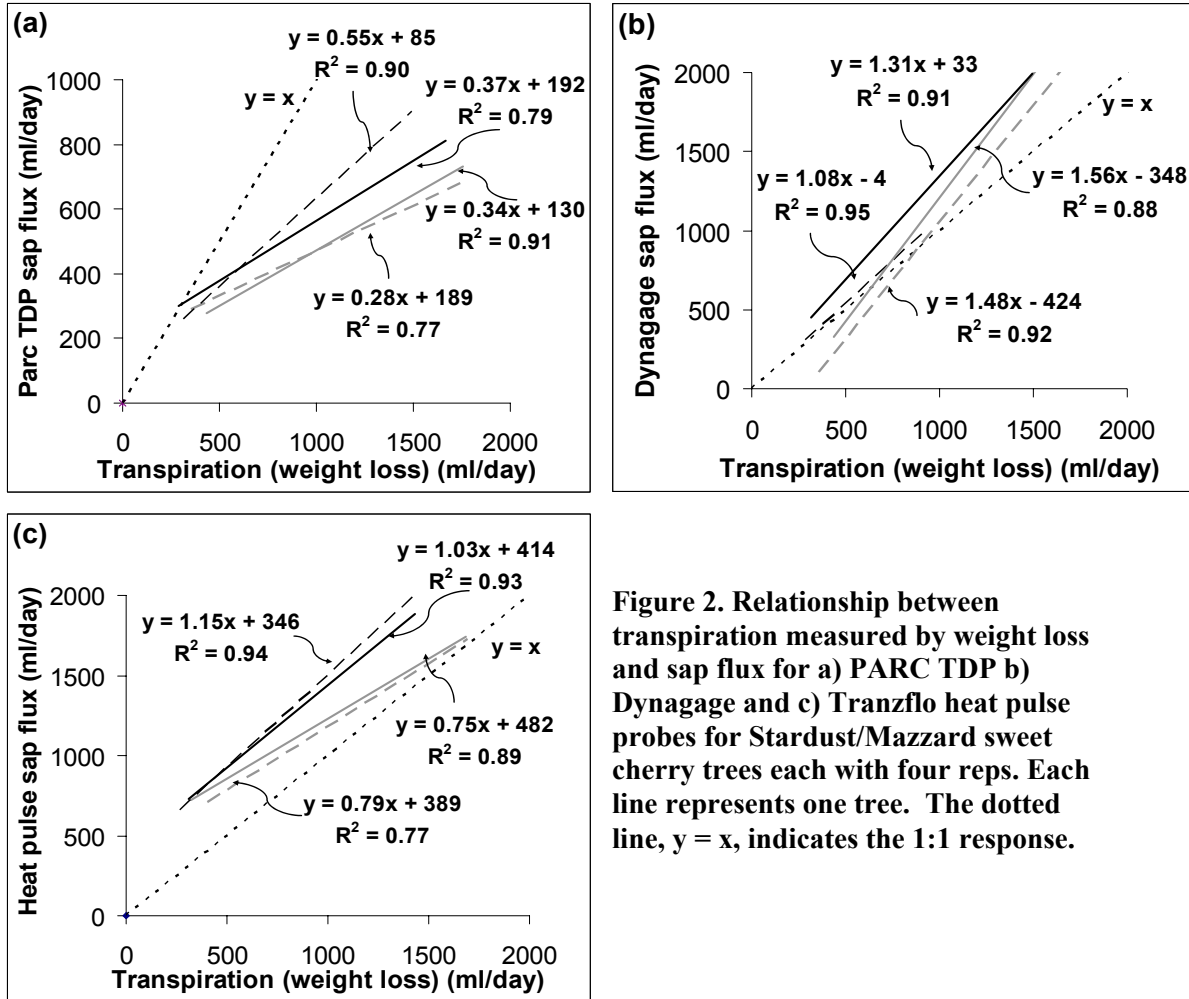 (a)
y = 0.55x + 85
R² = 0.90
y = 0.37x + 192
R² = 0.79
y = x
y = 0.34x + 130
R² = 0.91
y = 0.28x + 189
R² = 0.77
Parc TDP sap flux (ml/day)
1000
800
600
400
200
0
0 500 1000 1500 2000
Transpiration (weight loss) (ml/day)
(b)
y = 1.31x + 33
R² = 0.91
y = x
y = 1.08x - 4
R² = 0.95
y = 1.56x - 348
R² = 0.88
y = 1.48x - 424
R² = 0.92
Dynagage sap flux (ml/day)
2000
1500
1000
500
0
0 500 1000 1500 2000
Transpiration (weight loss) (ml/day)
(c)
y = 1.03x + 414
R² = 0.93
y = 1.15x + 346
R² = 0.94
y = x
y = 0.75x + 482
R² = 0.89
y = 0.79x + 389
R² = 0.77
Heat pulse sap flux (ml/day)
2000
1500
1000
500
0
0 500 1000 1500 2000
Transpiration (weight loss) (ml/day)
Figure 2. Relationship between
transpiration measured by weight loss
and sap flux for a) PARC TDP b)
Dynagage and c) Tranzflo heat pulse
probes for Stardust/Mazzard sweet
cherry trees each with four reps. Each
line represents one tree.  The dotted
line, y = x, indicates the 1:1 response.